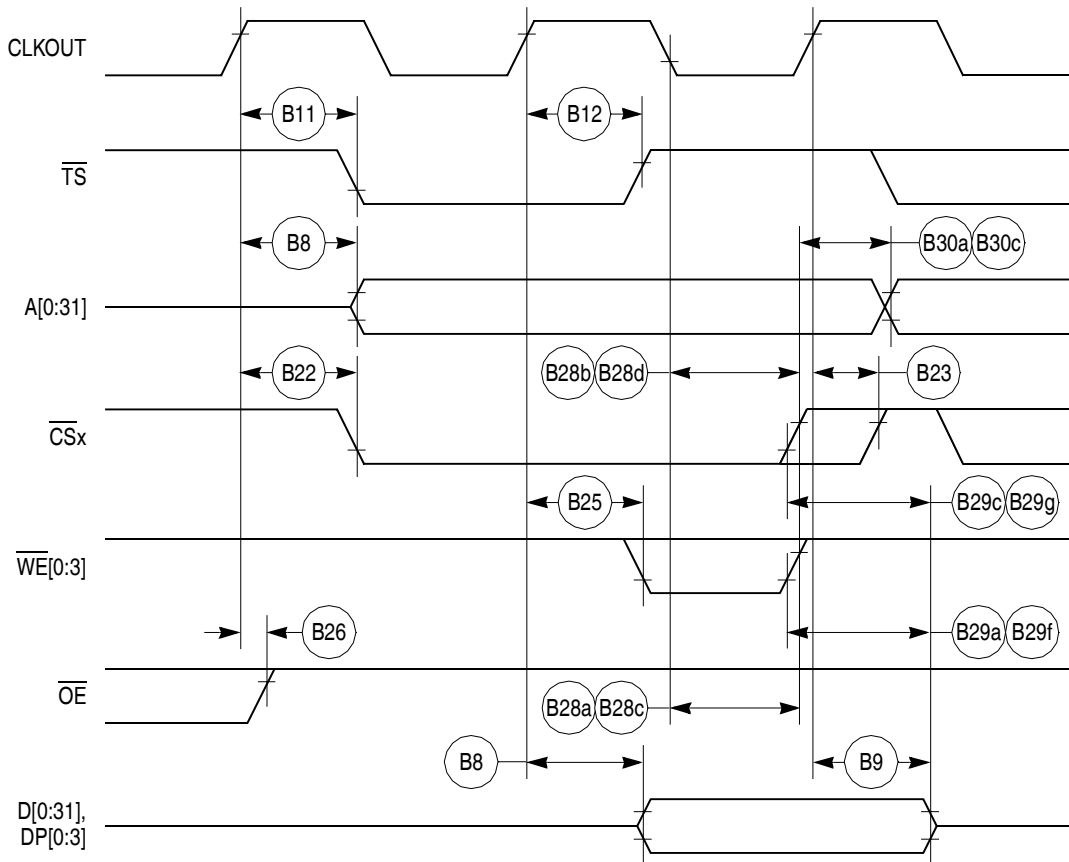 CLKOUT
B11
B12
TS
B8
B30a B30c
A[0:31]
B22
B28b B28d
B23
CSx
B25
B29c B29g
WE[0:3]
B26
B29a B29f
OE
B28a B28c
B8
B9
D[0:31],
DP[0:3]